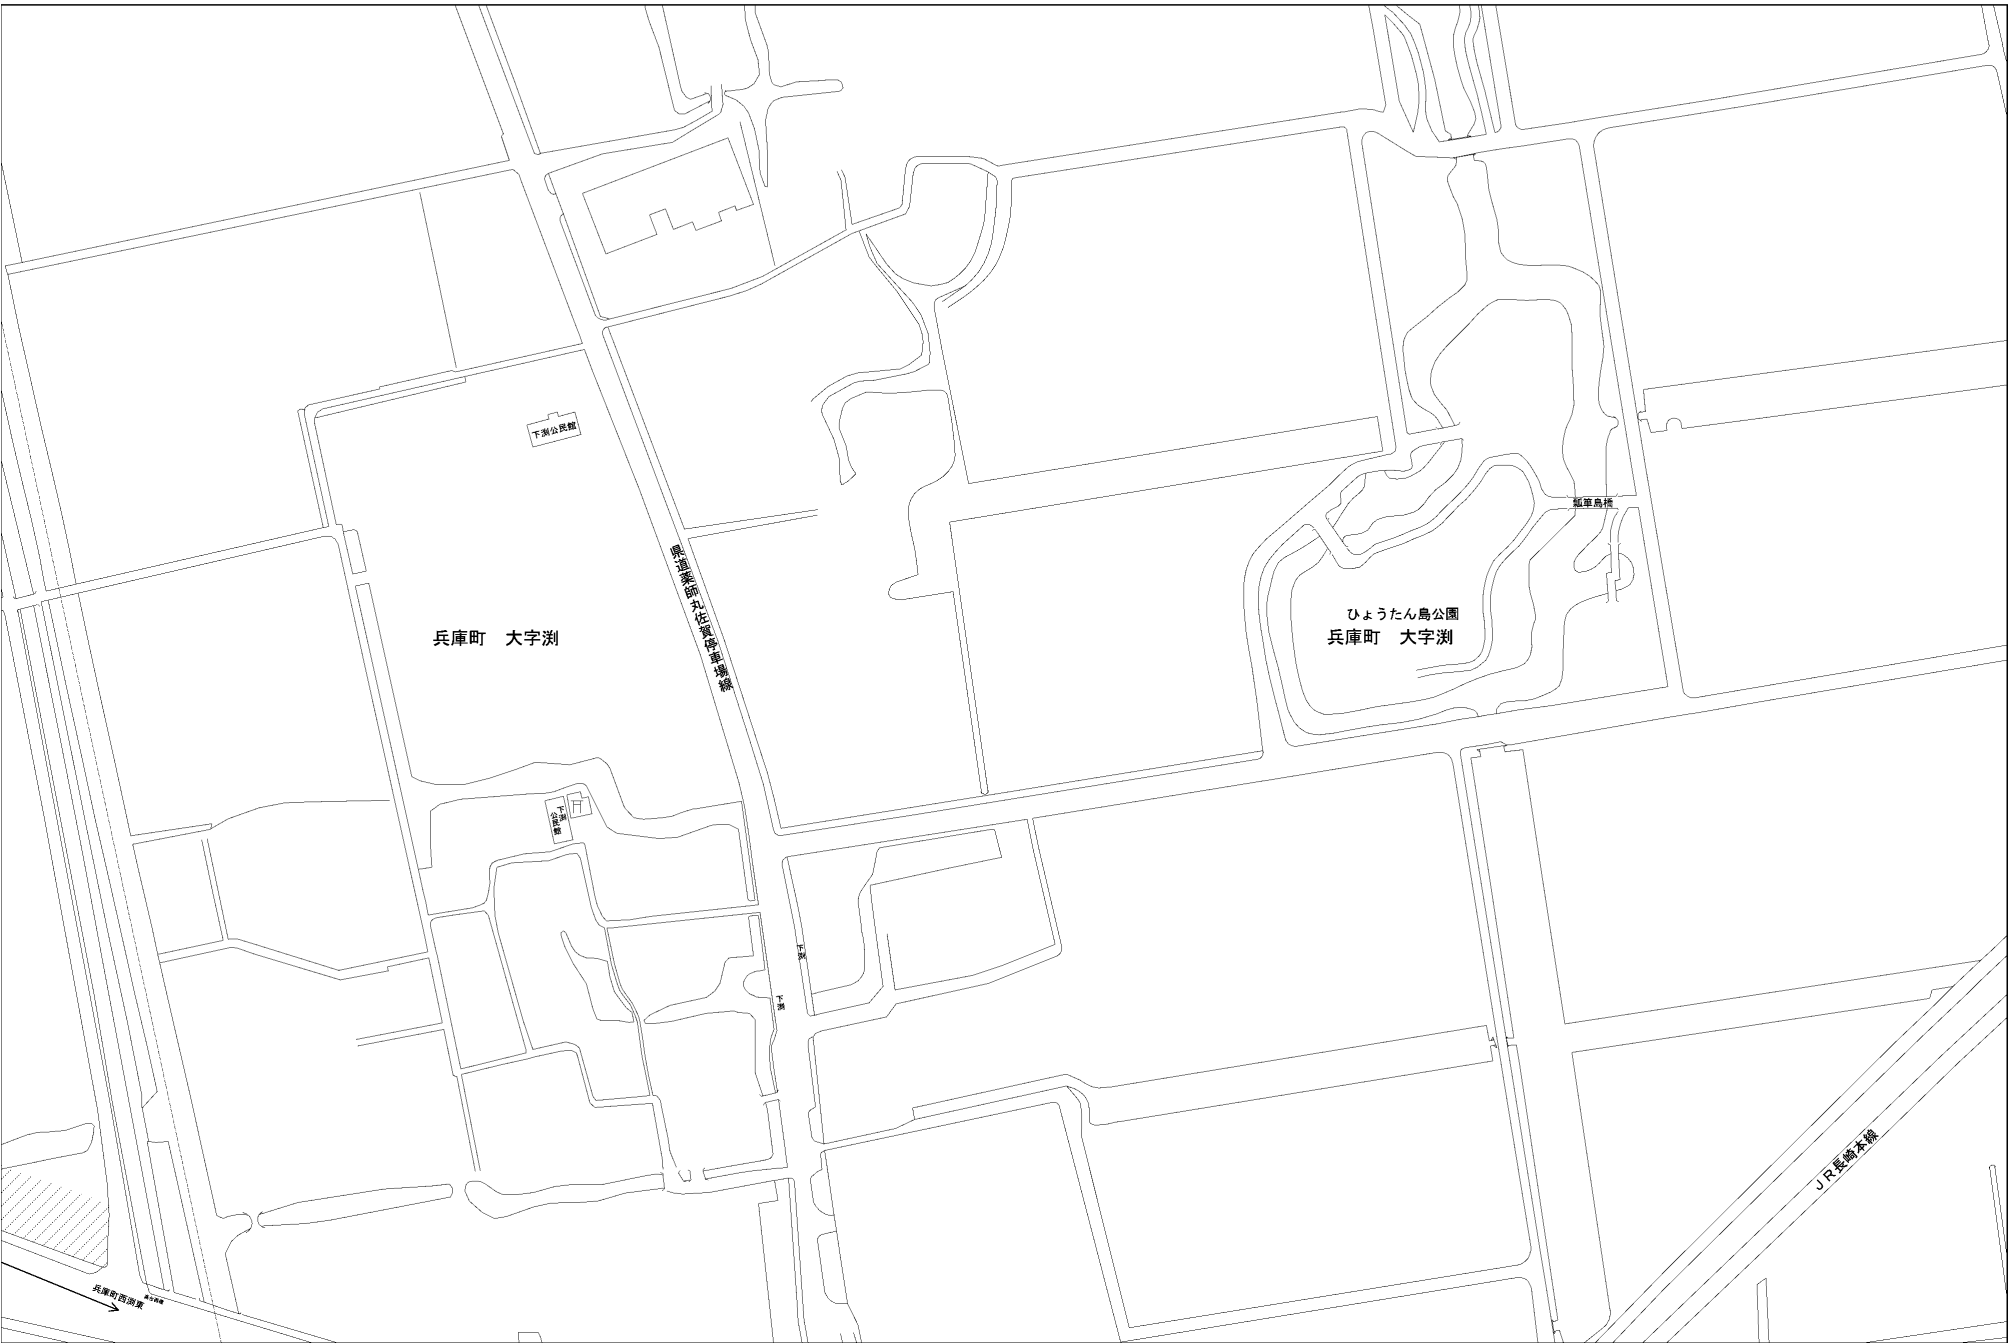 下渕公民館
瓢箪島橋
県道薬師丸佐賀停車場線
ひょうたん島公園
兵庫町 大字渕
兵庫町 大字渕
下渕
公民館
下渕
下渕
JR長崎本線
兵庫町西渕東